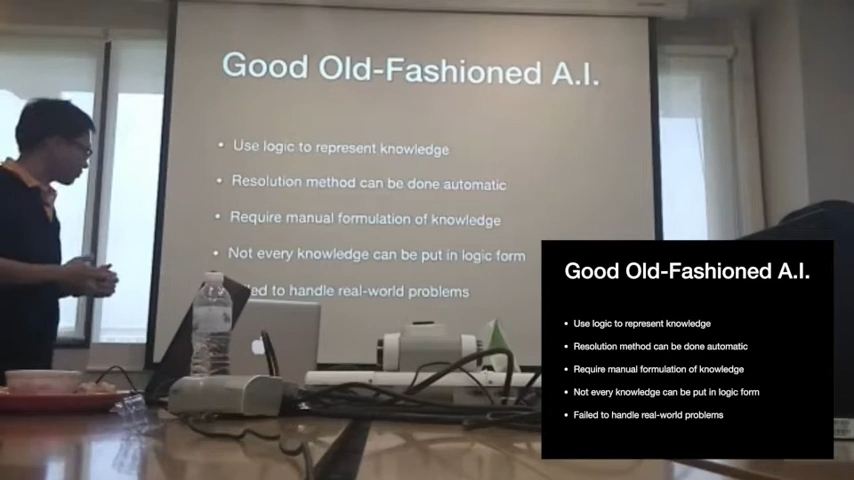 Good Old-Fashioned A.I.
• Use logic to represent knowledge
• Resolution method can be done automatic
• Require manual formulation of knowledge
• Not every knowledge can be put in logic form
ed to handle real-world problems
Good Old-Fashioned A.I.
• Use logic to represent knowledge
• Resolution method can be done automatic
• Require manual formulation of knowledge
• Not every knowledge can be put in logic form
• Failed to handle real-world problems